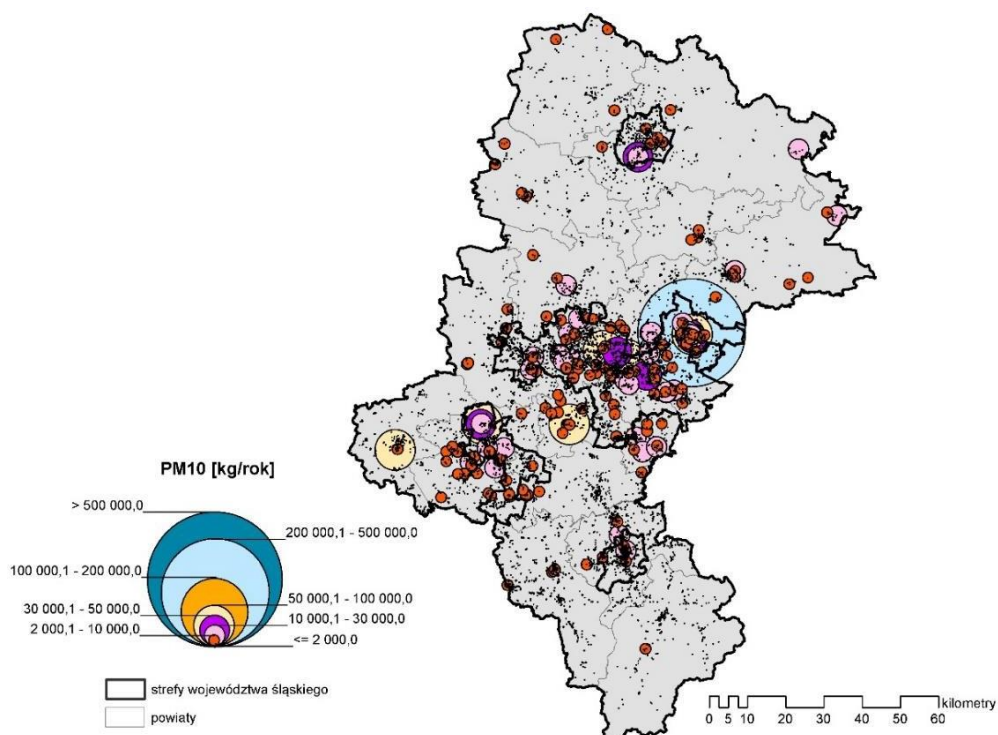 PM10 [kg/rok]
> 500 000,0
200 000,1 - 500 000,0
100 000,1 - 200 000,0
50 000,1 - 100 000,0
30 000,1 - 50 000,0
10 000,1 - 30 000,0
2 000,1 - 10 000,0
<= 2 000,0
strefy województwa śląskiego
powiaty
kilometry
0 5 10 20 30 40 50 60